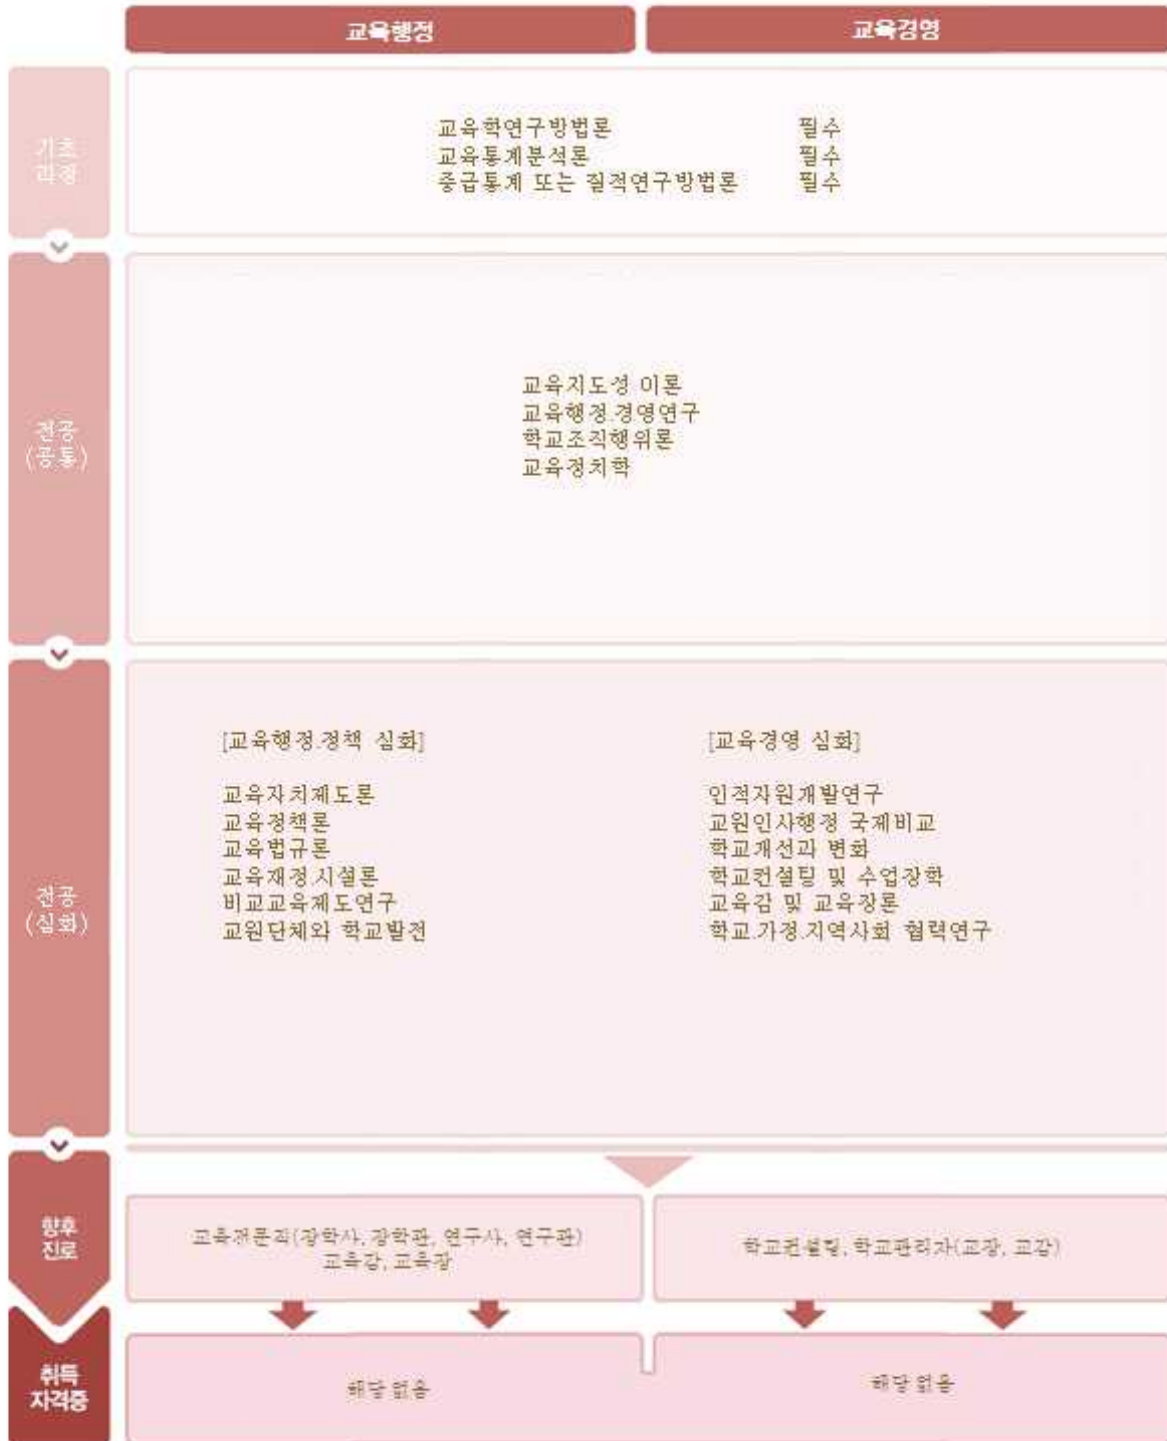 교육행정
교육경영
기초
과정
교육학연구방법론 필수
교육통계분석론 필수
중급통계 또는 질적연구방법론 필수
전공
(공통)
교육지도성 이론
교육행정.경영연구
학교조직행위론
교육정치학
전공
(심화)
[교육행정.정책 심화]
교육자치제도론
교육정책론
교육법규론
교육재정.시설론
비교교육제도연구
교원단체와 학교발전
[교육경영 심화]
인적자원개발연구
교원인사행정 국제비교
학교개선과 변화
학교컨설팅 및 수업장학
교육감 및 교육장론
학교.가정.지역사회 협력연구
향후
진로
교육전문직(장학사, 장학관, 연구사, 연구관)
교육감, 교육장
학교컨설팅, 학교관리자(교장, 교감)
취득
자격증
해당 없음
해당 없음